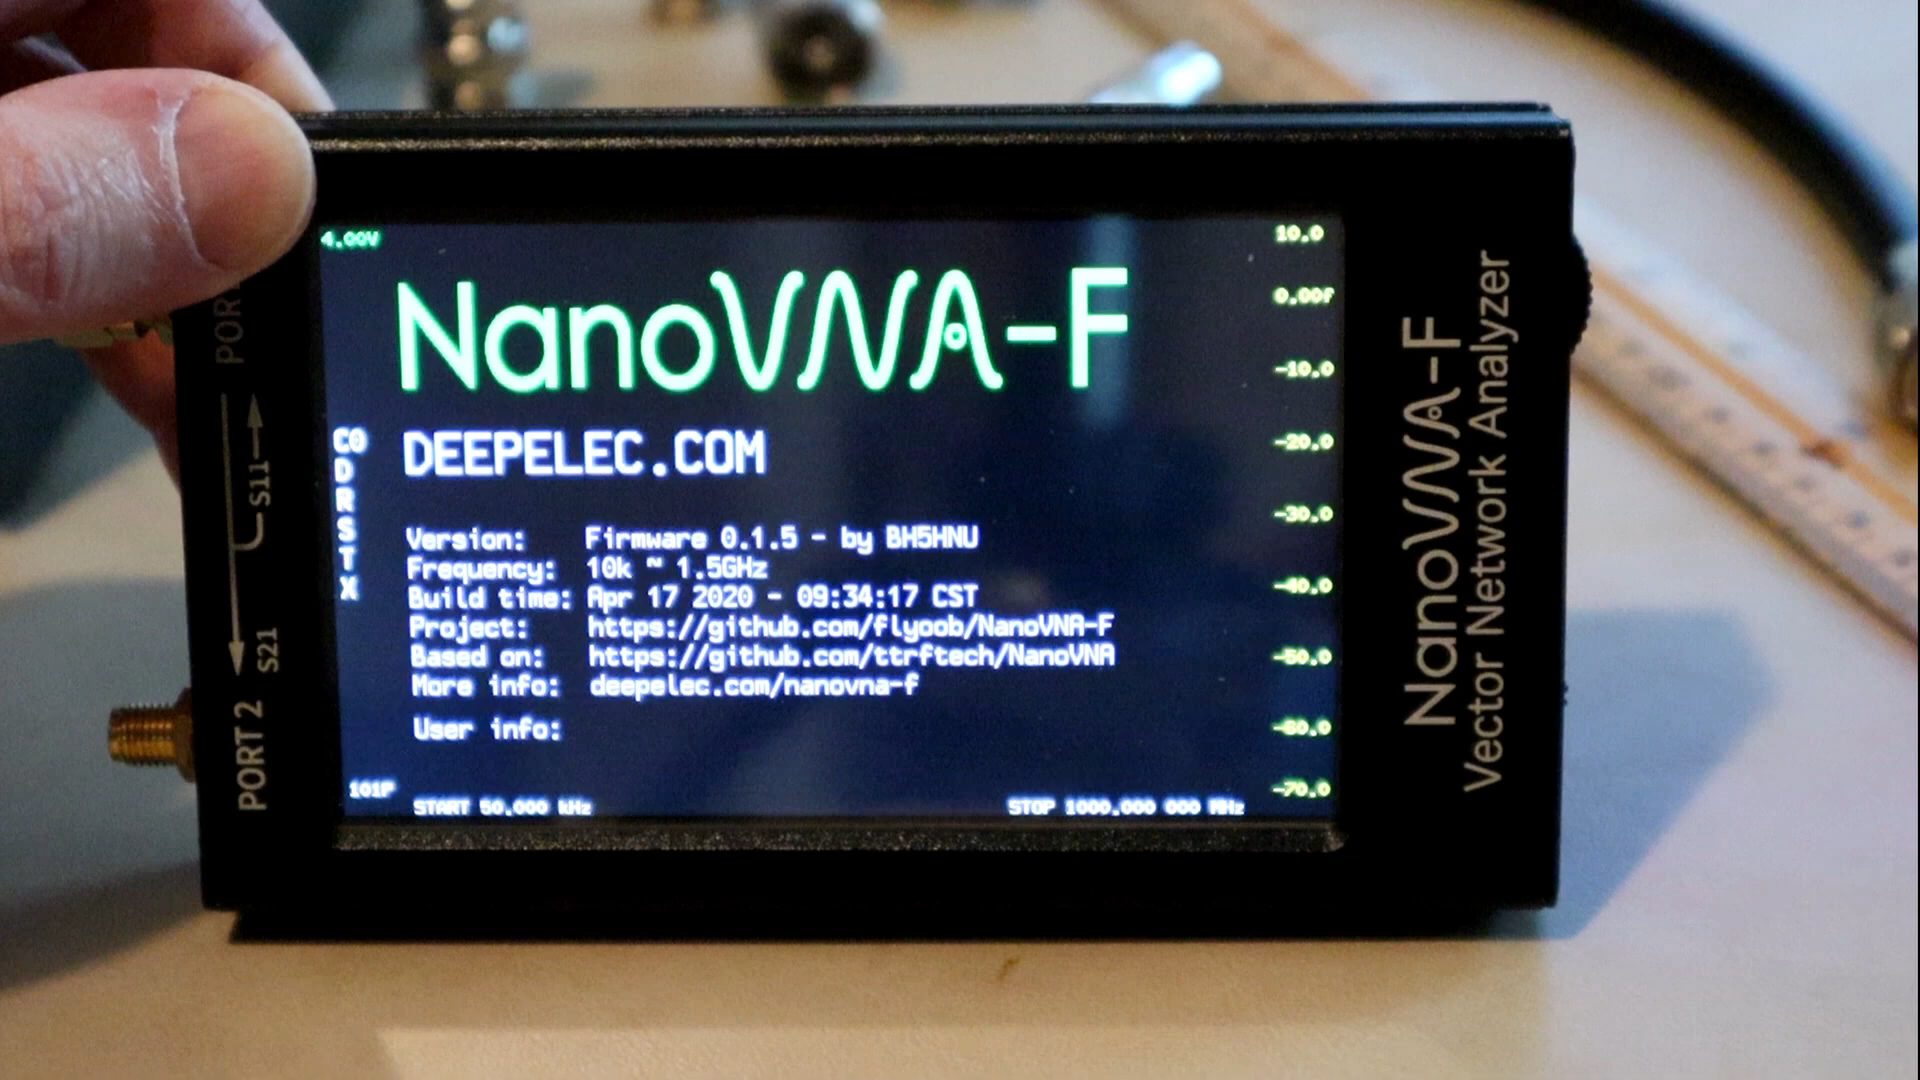 4.00V
NanoVNA-F
DEEPELEC.COM
Version: Firmware 0.1.5 - by BH5HNU
Frequency: 10k ~ 1.5GHz
Build time: Apr 17 2020 - 09:34:17 CST
Project: https://github.com/flyoob/NanoVNA-F
Based on: https://github.com/ttrftech/NanoVNA
More info: deepelec.com/nanovna-f
User info:
C0
D
R
S
T
X
101P
START 50.000 kHz
STOP 1000.000 000 MHz
10.0
0.00r
-10.0
-20.0
-30.0
-40.0
-50.0
-60.0
-70.0
S11
S21
PORT 2
NanoVNA-F
Vector Network Analyzer